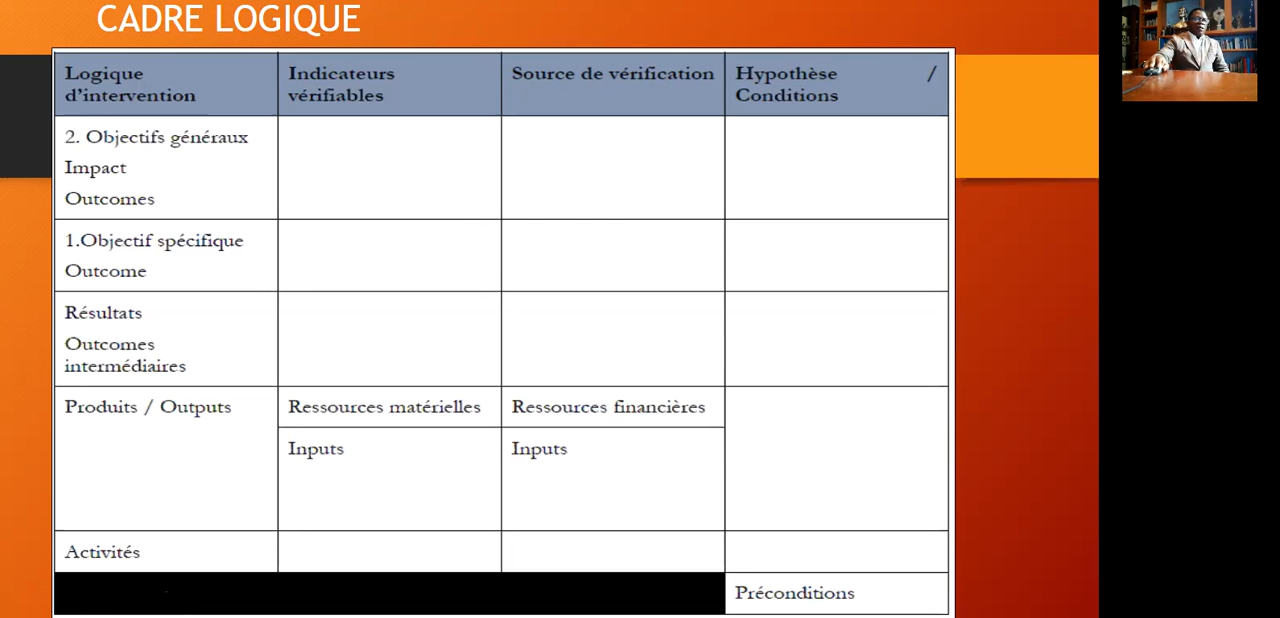 CADRE LOGIQUE
Logique
d'intervention
Indicateurs
vérifiables
Source de vérification
Hypothèse /
Conditions
2. Objectifs généraux
Impact
Outcomes
1.Objectif spécifique
Outcome
Résultats
Outcomes
intermédiaires
Produits / Outputs
Ressources matérielles
Ressources financières
Inputs
Inputs
Activités
Préconditions